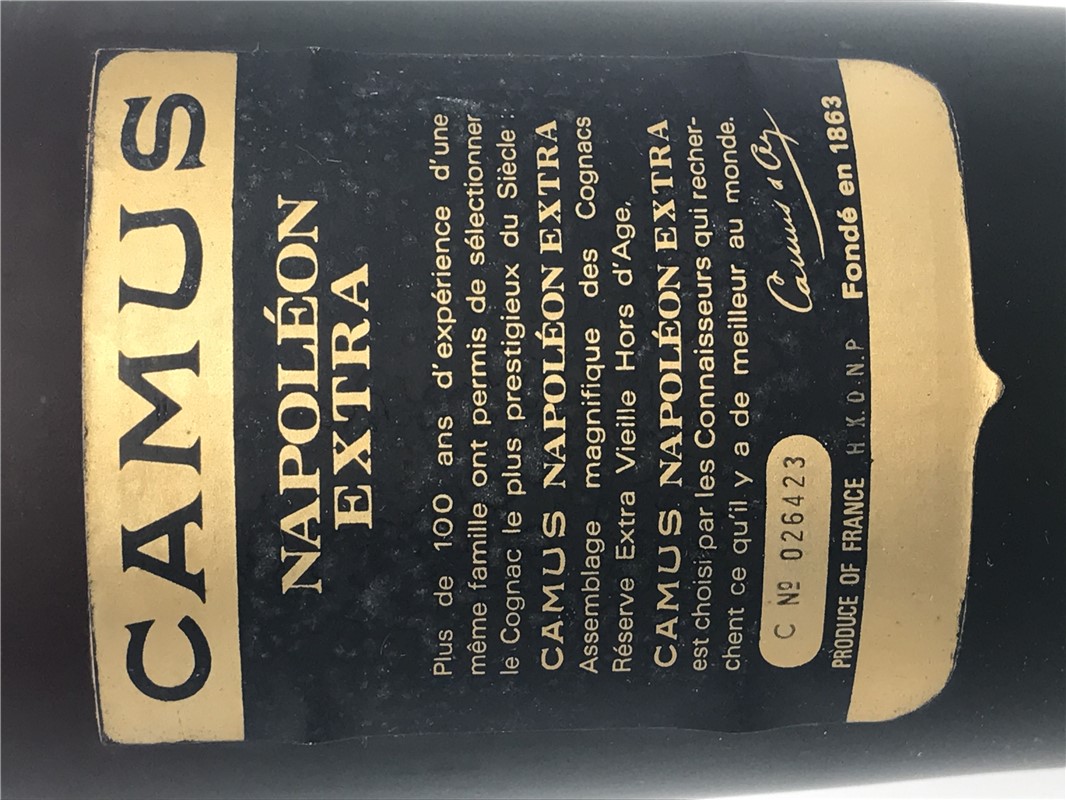 CAMUS
NAPOLÉON
EXTRA
Plus de 100 ans d'expérience d'une
même famille ont permis de sélectionner
le Cognac le plus prestigieux du Siècle :
CAMUS NAPOLÉON EXTRA
Assemblage magnifique des Cognacs
Réserve Extra Vieille Hors d'Age,
CAMUS NAPOLÉON EXTRA
est choisi par les Connaisseurs qui recher-
chent ce qu'il y a de meilleur au monde.
C Nº 026423
Camus
PRODUCE OF FRANCE H K.D.N.P
Fondé en 1863